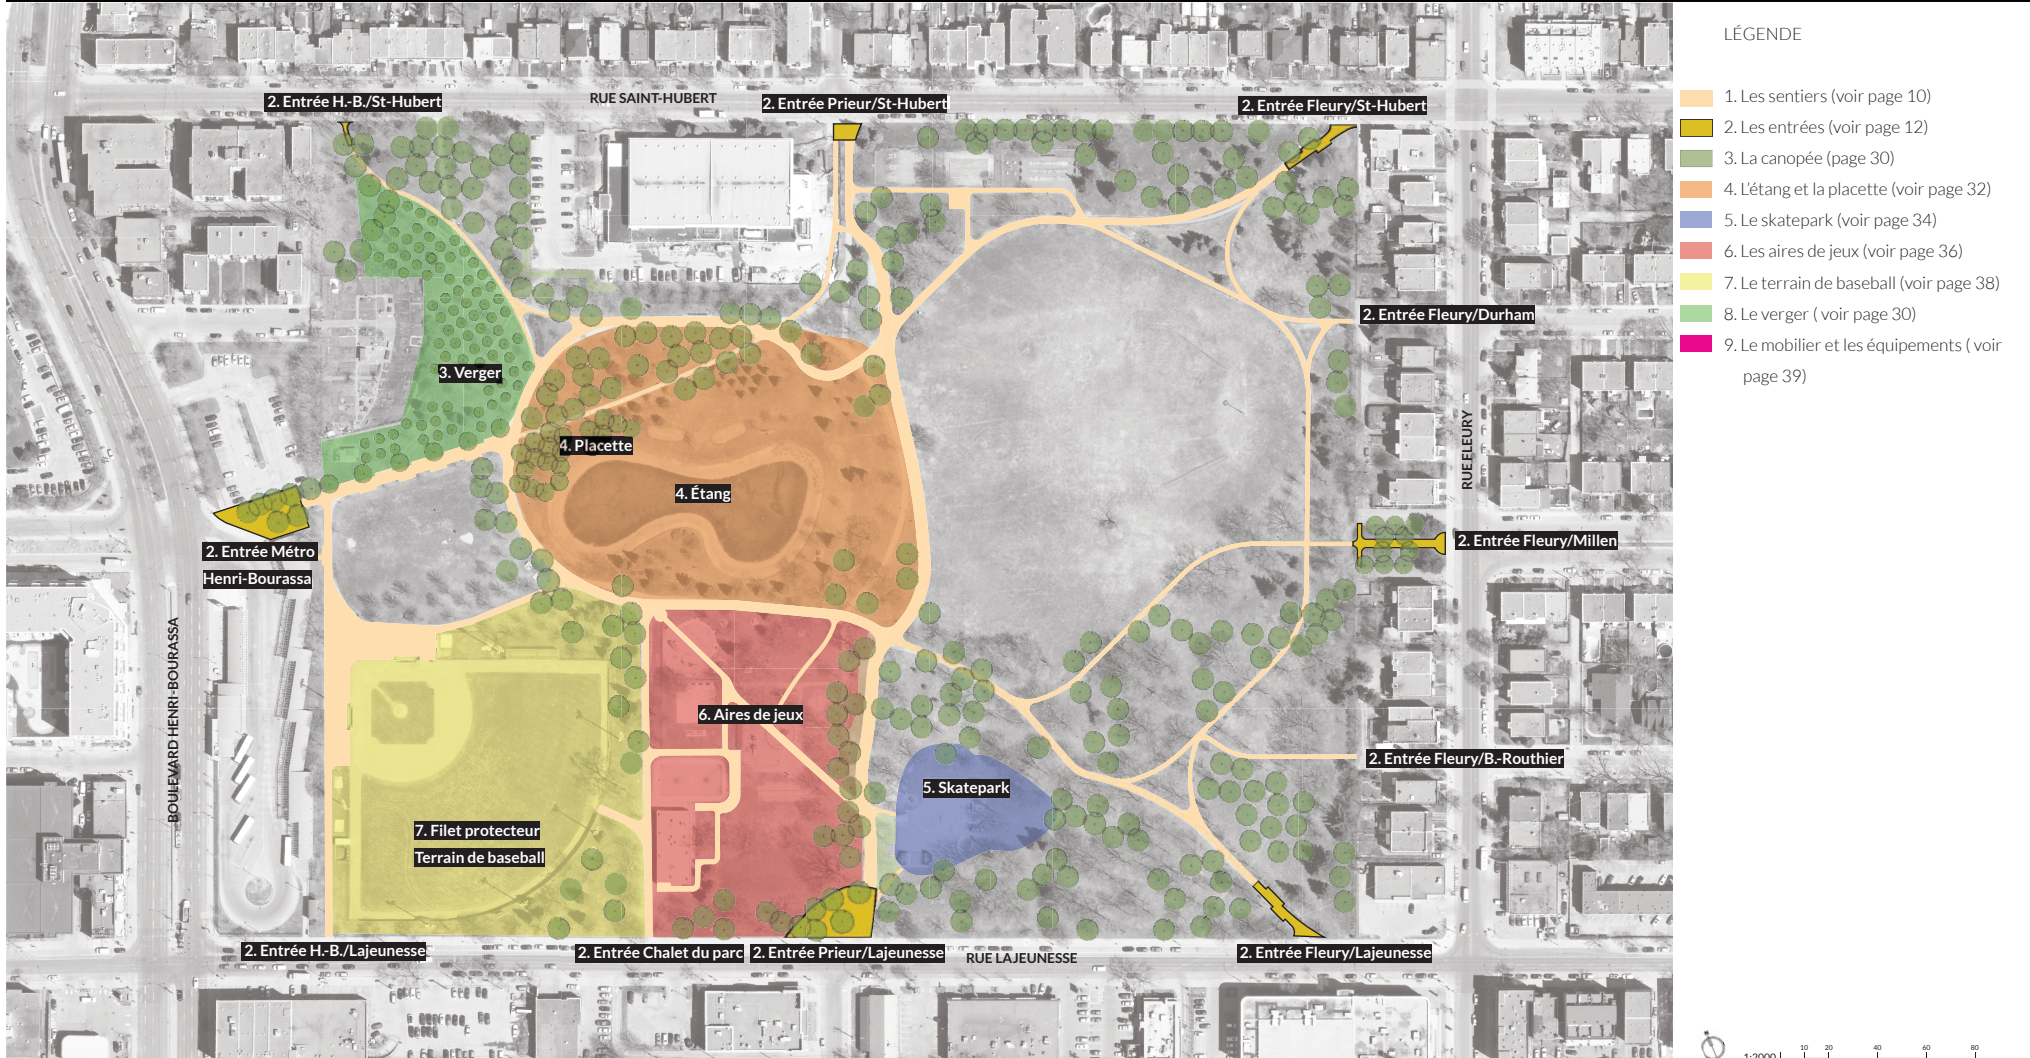 2. Entrée H.-B./St-Hubert
RUE SAINT-HUBERT
2. Entrée Prieur/St-Hubert
2. Entrée Fleury/St-Hubert
2. Entrée Fleury/Durham
3. Verger
4. Placette
4. Étang
RUE FLEURY
2. Entrée Métro
Henri-Bourassa
2. Entrée Fleury/Millen
BOULEVARD HENRI-BOURASSA
6. Aires de jeux
2. Entrée Fleury/B.-Routhier
5. Skatepark
7. Filet protecteur
Terrain de baseball
2. Entrée H.-B./Lajeunesse
2. Entrée Chalet du parc
2. Entrée Prieur/Lajeunesse
RUE LAJEUNESSE
2. Entrée Fleury/Lajeunesse
LÉGENDE
1. Les sentiers (voir page 10)
2. Les entrées (voir page 12)
3. La canopée (page 30)
4. L'étang et la placette (voir page 32)
5. Le skatepark (voir page 34)
6. Les aires de jeux (voir page 36)
7. Le terrain de baseball (voir page 38)
8. Le verger ( voir page 30)
9. Le mobilier et les équipements ( voir
page 39)
1:2000
10 20 40 60 80